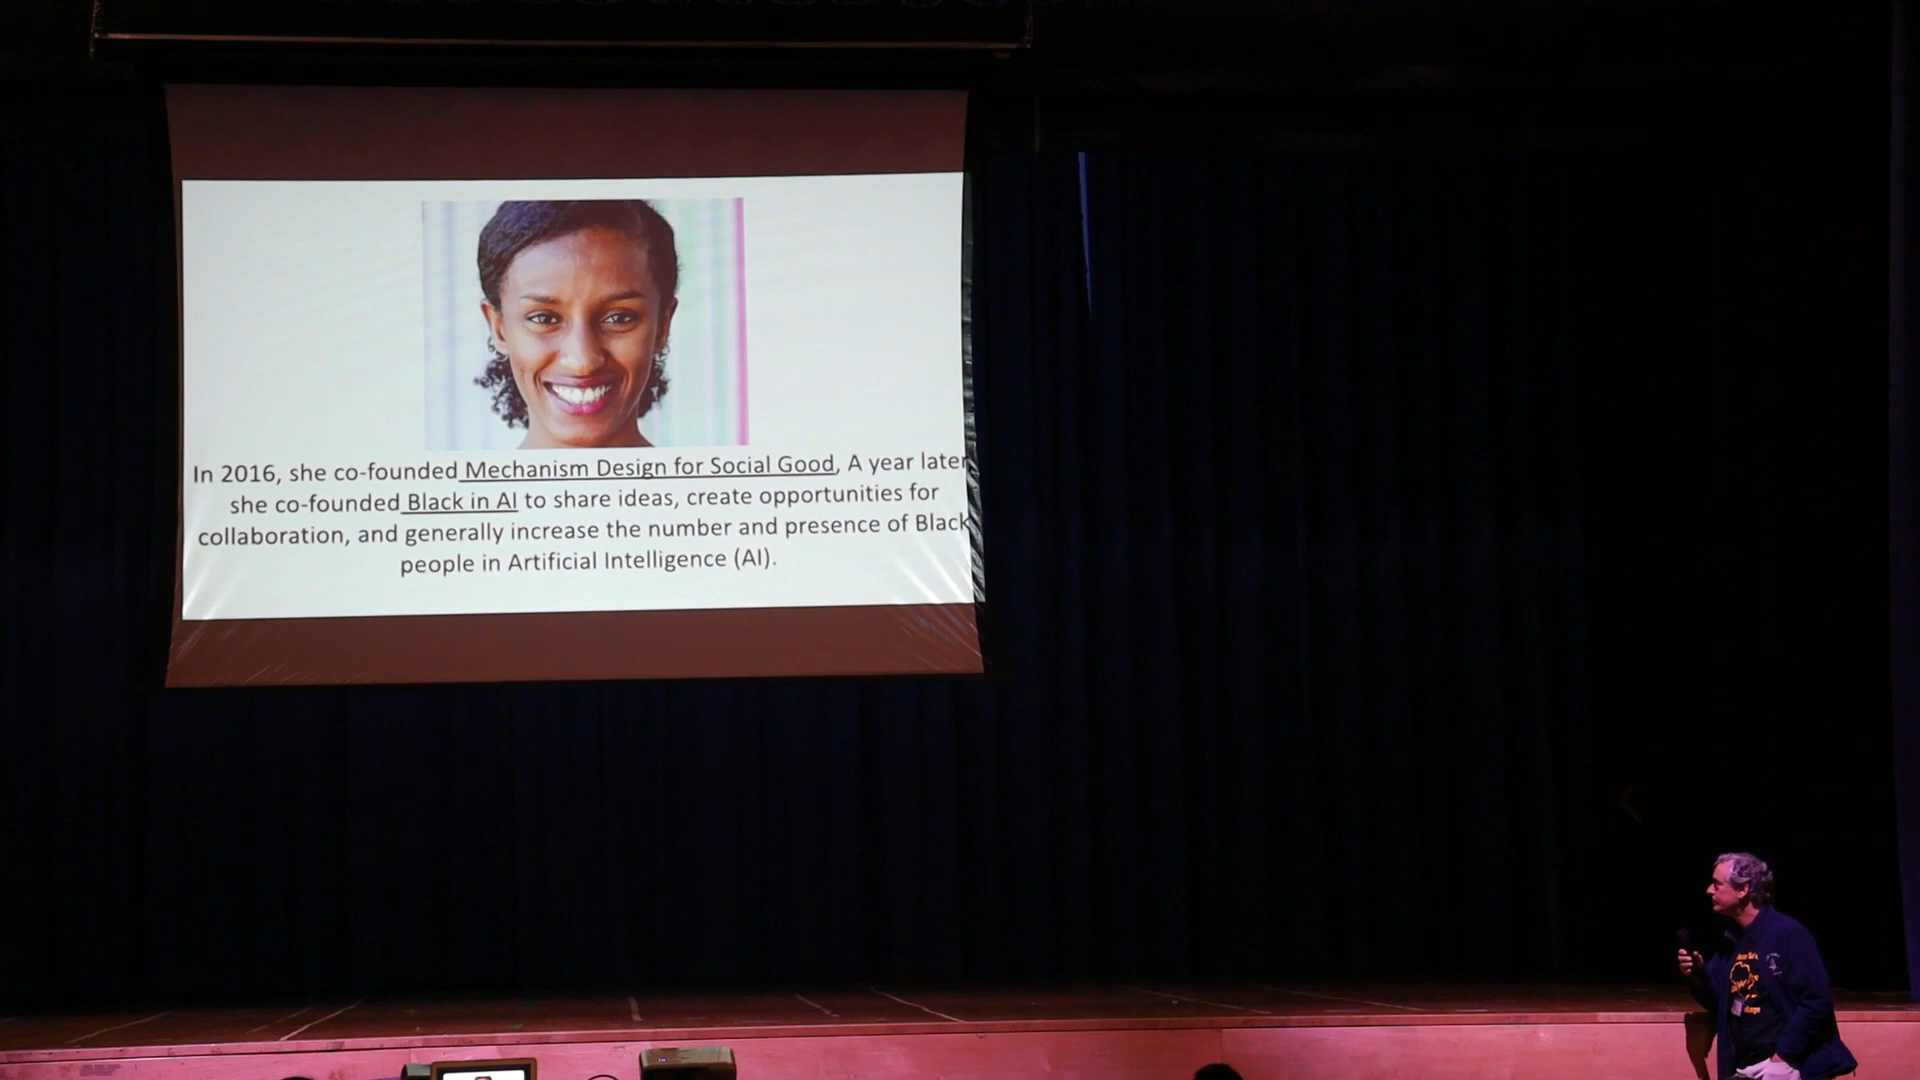 In 2016, she co-founded Mechanism Design for Social Good, A year later
she co-founded Black in AI to share ideas, create opportunities for
collaboration, and generally increase the number and presence of Black
people in Artificial Intelligence (AI).